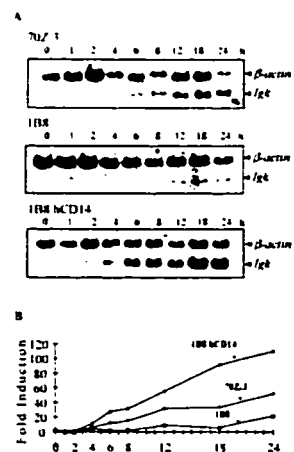 A
70Z/3
0 1 2 4 6 8 12 18 24 h
β-actin
Igk
1B8
0 1 2 4 6 8 12 18 24 h
β-actin
Igk
1B8 hCD14
0 1 2 4 6 8 12 18 24 h
β-actin
Igk
B
Fold Induction
120
100
80
60
40
20
0
1B8 hCD14
70Z/3
1B8
0 2 4 6 8 12 18 24